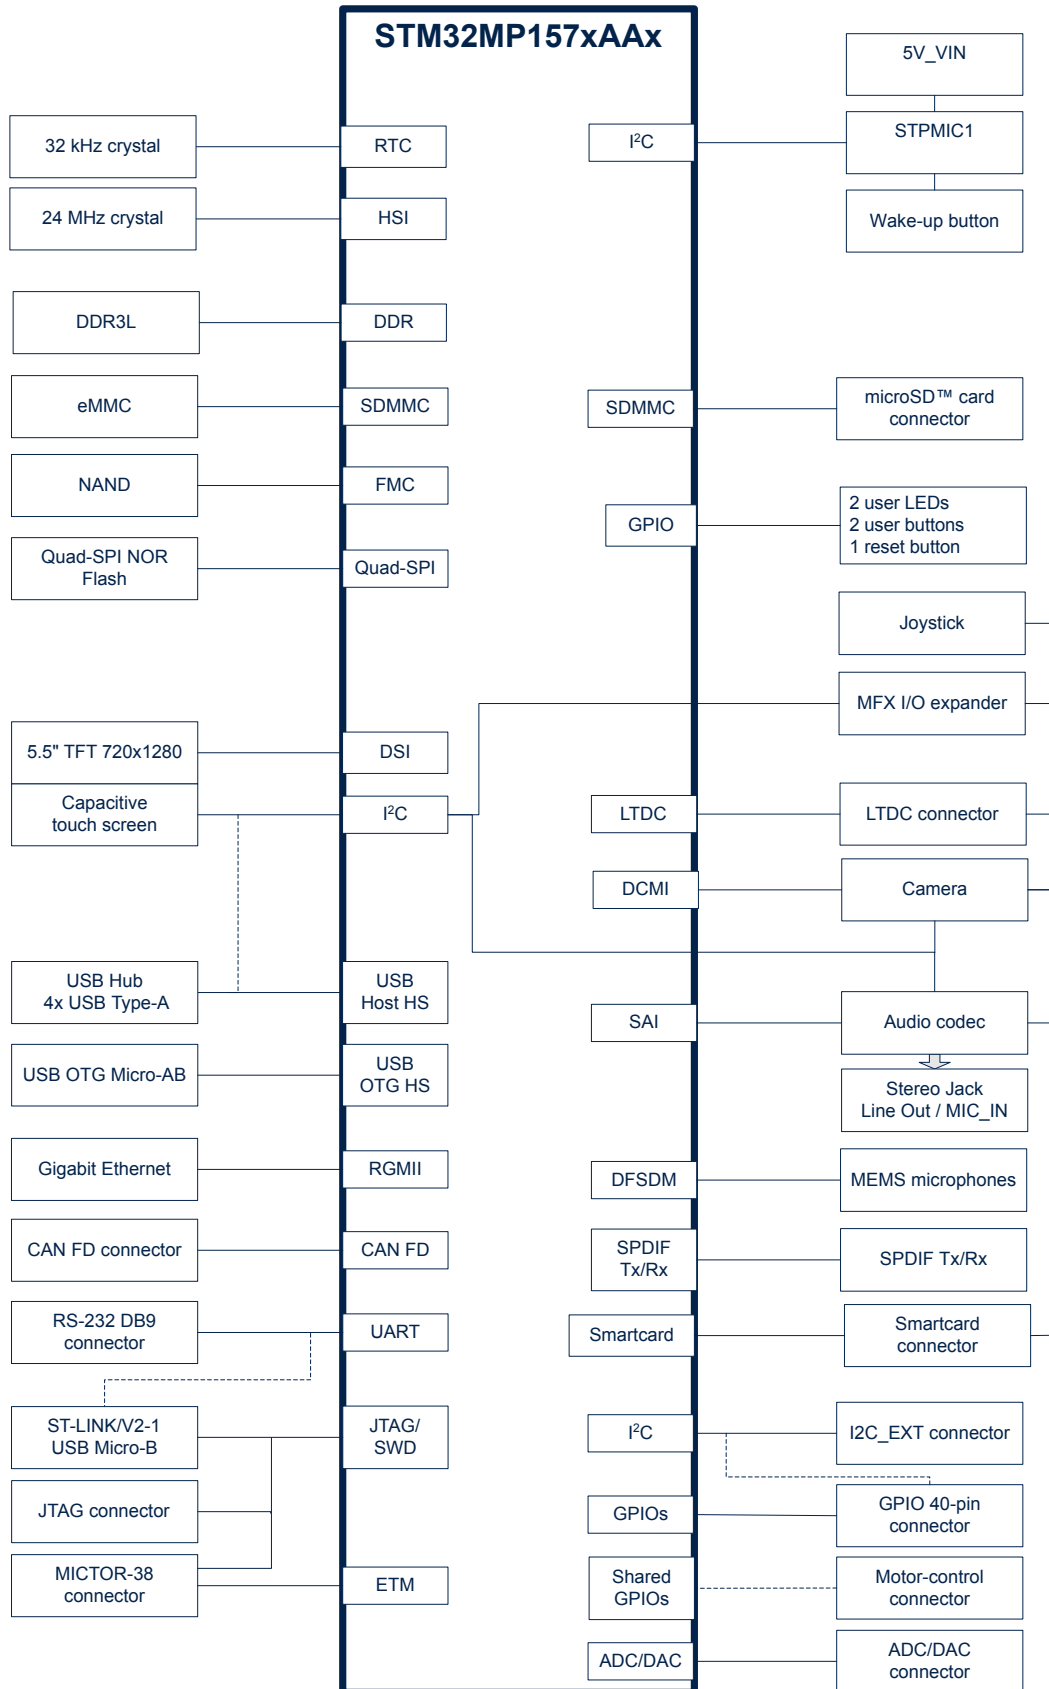 STM32MP157xAAx
5V_VIN
32 kHz crystal
RTC
I²C
STPMIC1
24 MHz crystal
HSI
Wake-up button
DDR3L
DDR
eMMC
SDMMC
SDMMC
microSD™ card
connector
NAND
FMC
GPIO
2 user LEDs
2 user buttons
1 reset button
Quad-SPI NOR
Flash
Quad-SPI
Joystick
MFX I/O expander
5.5" TFT 720x1280
DSI
Capacitive
touch screen
I²C
LTDC
LTDC connector
DCMI
Camera
USB Hub
4x USB Type-A
USB
Host HS
SAI
Audio codec
USB OTG Micro-AB
USB
OTG HS
Stereo Jack
Line Out / MIC_IN
Gigabit Ethernet
RGMII
DFSDM
MEMS microphones
CAN FD connector
CAN FD
SPDIF
Tx/Rx
SPDIF Tx/Rx
RS-232 DB9
connector
UART
Smartcard
Smartcard
connector
ST-LINK/V2-1
USB Micro-B
JTAG/
SWD
I²C
I2C_EXT connector
JTAG connector
GPIOs
GPIO 40-pin
connector
MICTOR-38
connector
ETM
Shared
GPIOs
Motor-control
connector
ADC/DAC
ADC/DAC
connector